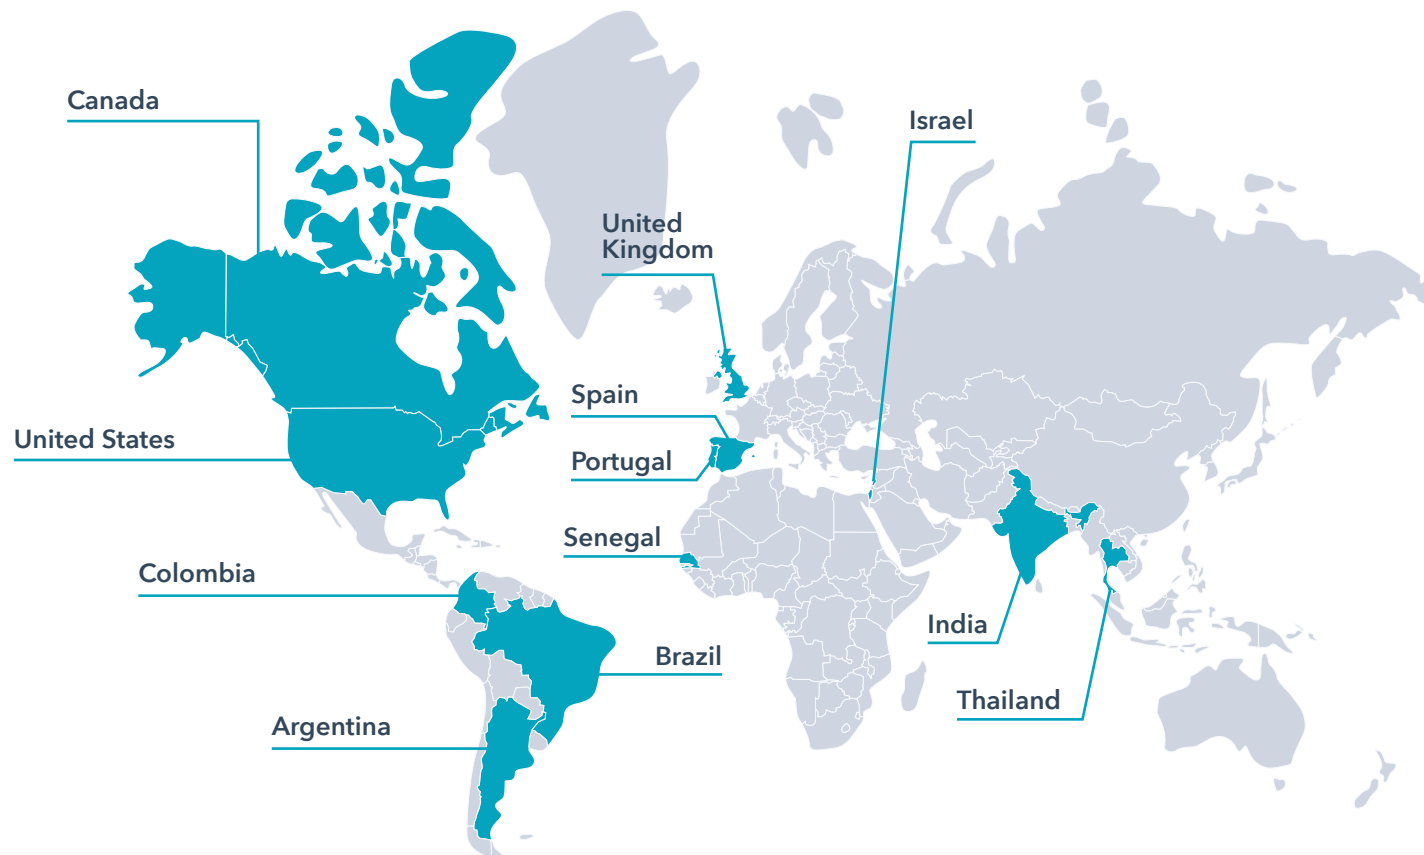 Canada
Israel
United
Kingdom
Spain
United States
Portugal
Senegal
Colombia
India
Brazil
Thailand
Argentina